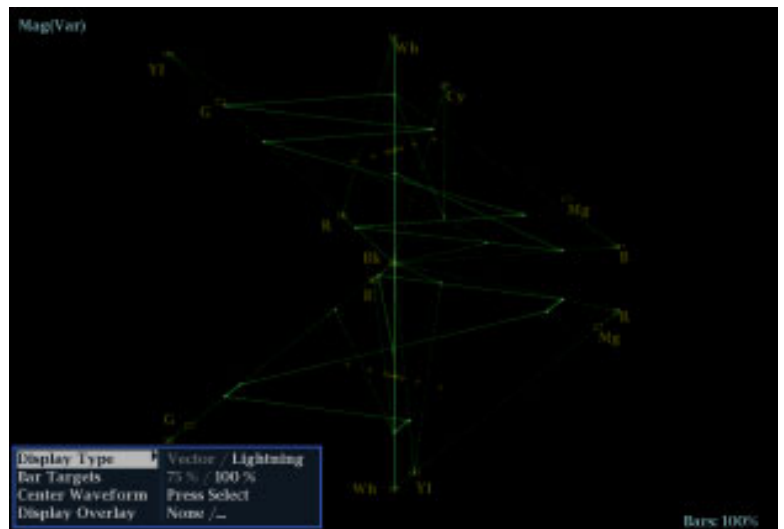 Mag(Var)
Wh
Yl
Cy
G
Mg
R
B
Bk
B
R
Mg
G
Wh
Yl
Display Type Vector / Lightning
Bar Targets 75 % / 100 %
Center Waveform Press Select
Display Overlay None /...
Bars: 100%